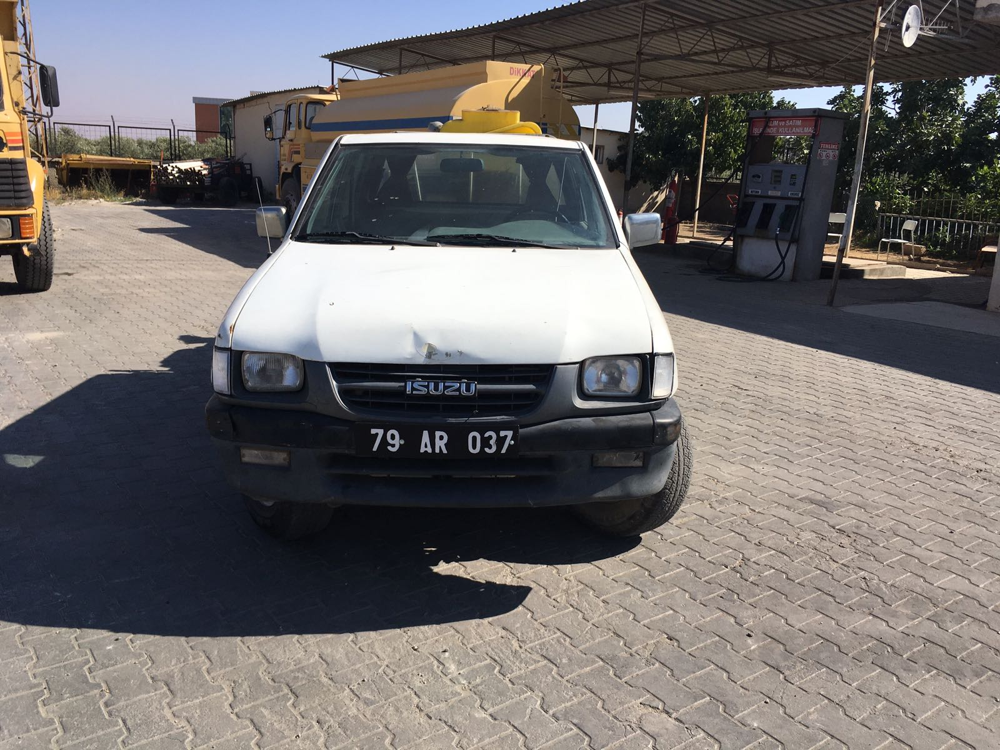 DİKKAT
ALIM ve SATIM
İŞLERİNDE KULLANILMAZ
TEHLİKE
ISUZU
79 AR 037